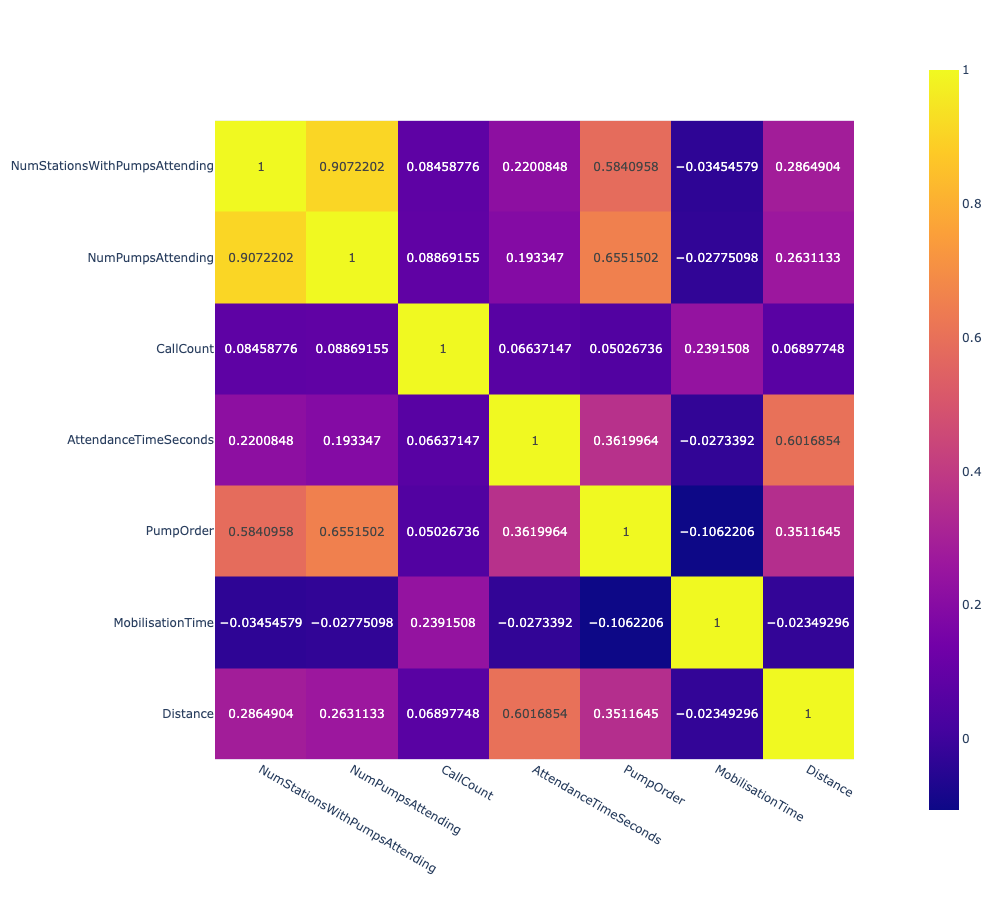 1
NumStationsWithPumpsAttending 1 0.9072202 0.08458776 0.2200848 0.5840958 −0.03454579 0.2864904
0.8
NumPumpsAttending 0.9072202 1 0.08869155 0.193347 0.6551502 −0.02775098 0.2631133
0.6
CallCount 0.08458776 0.08869155 1 0.06637147 0.05026736 0.2391508 0.06897748
AttendanceTimeSeconds 0.2200848 0.193347 0.06637147 1 0.3619964 −0.0273392 0.6016854
0.4
PumpOrder 0.5840958 0.6551502 0.05026736 0.3619964 1 −0.1062206 0.3511645
0.2
MobilisationTime −0.03454579 −0.02775098 0.2391508 −0.0273392 −0.1062206 1 −0.02349296
Distance 0.2864904 0.2631133 0.06897748 0.6016854 0.3511645 −0.02349296 1
0
NumStationsWithPumpsAttending
NumPumpsAttending
CallCount
AttendanceTimeSeconds
PumpOrder
MobilisationTime
Distance